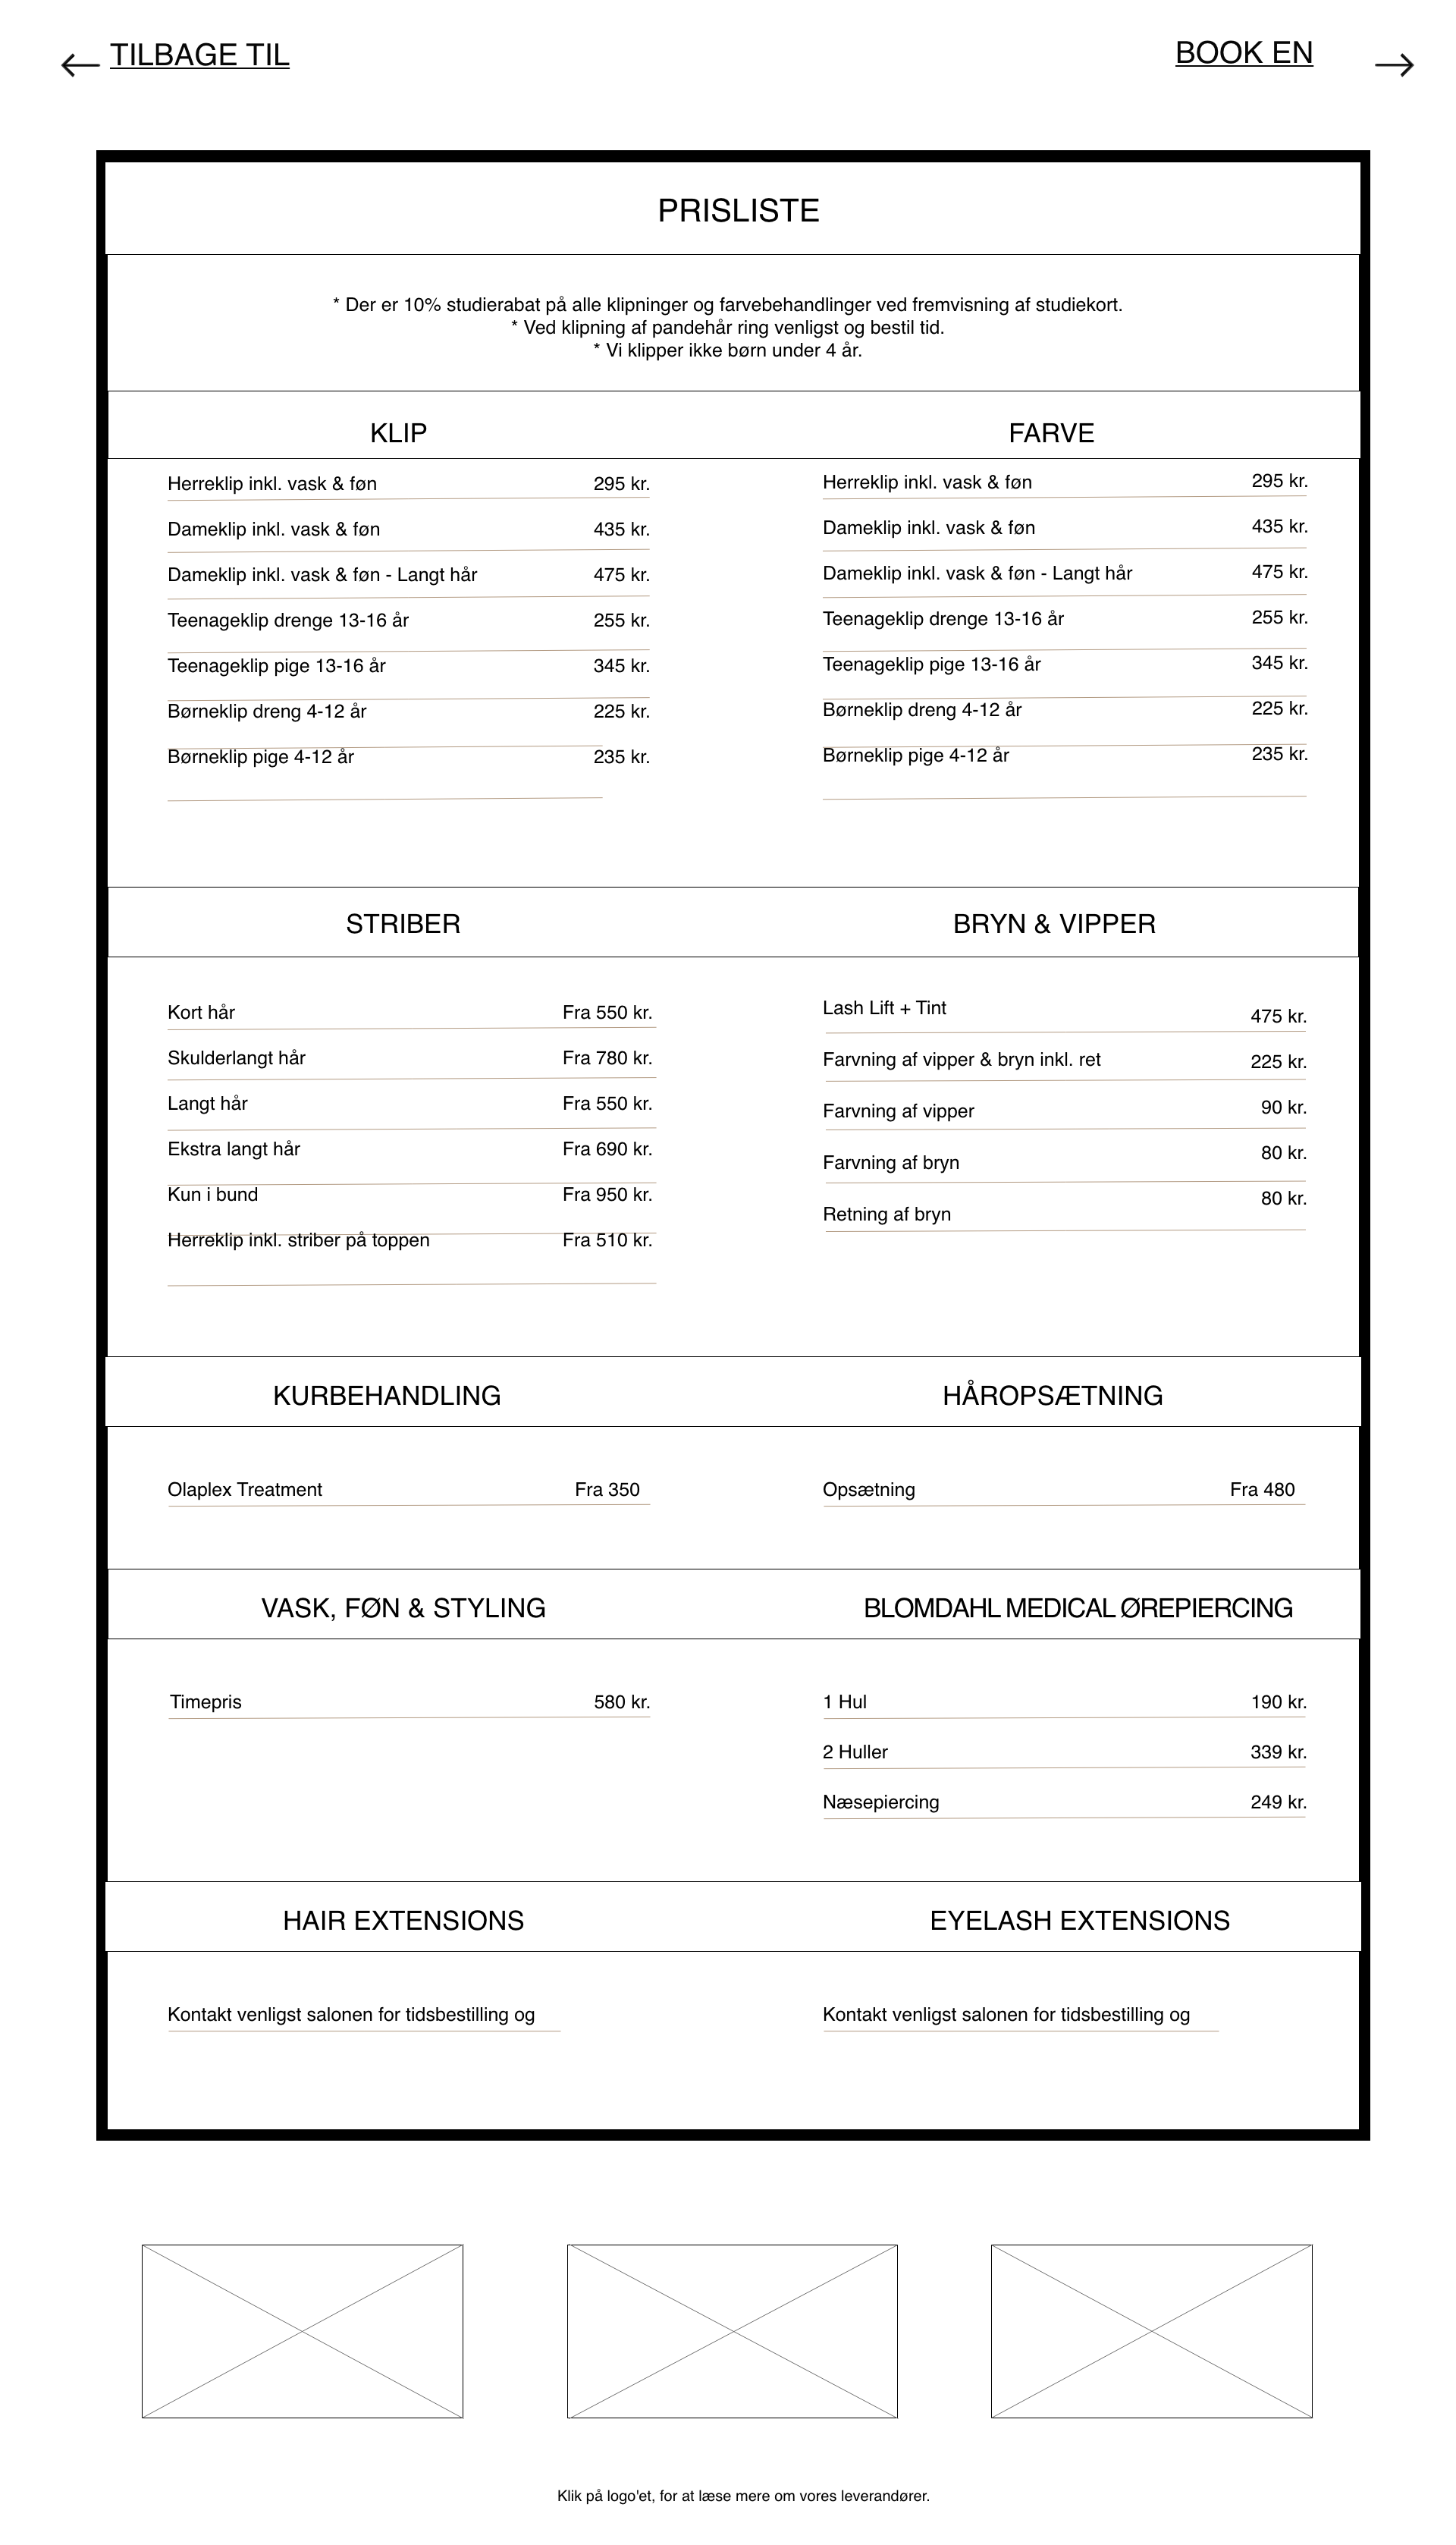 TILBAGE TIL
BOOK EN
PRISLISTE
* Der er 10% studierabat på alle klipninger og farvebehandlinger ved fremvisning af studiekort.
* Ved klipning af pandehår ring venligst og bestil tid.
* Vi klipper ikke børn under 4 år.
KLIP
Herreklip inkl. vask & føn 295 kr.
Dameklip inkl. vask & føn 435 kr.
Dameklip inkl. vask & føn - Langt hår 475 kr.
Teenageklip drenge 13-16 år 255 kr.
Teenageklip pige 13-16 år 345 kr.
Børneklip dreng 4-12 år 225 kr.
Børneklip pige 4-12 år 235 kr.
FARVE
Herreklip inkl. vask & føn 295 kr.
Dameklip inkl. vask & føn 435 kr.
Dameklip inkl. vask & føn - Langt hår 475 kr.
Teenageklip drenge 13-16 år 255 kr.
Teenageklip pige 13-16 år 345 kr.
Børneklip dreng 4-12 år 225 kr.
Børneklip pige 4-12 år 235 kr.
STRIBER
Kort hår Fra 550 kr.
Skulderlangt hår Fra 780 kr.
Langt hår Fra 550 kr.
Ekstra langt hår Fra 690 kr.
Kun i bund Fra 950 kr.
Herreklip inkl. striber på toppen Fra 510 kr.
BRYN & VIPPER
Lash Lift + Tint 475 kr.
Farvning af vipper & bryn inkl. ret 225 kr.
Farvning af vipper 90 kr.
Farvning af bryn 80 kr.
Retning af bryn 80 kr.
KURBEHANDLING
Olaplex Treatment Fra 350
HÅROPSÆTNING
Opsætning Fra 480
VASK, FØN & STYLING
Timepris 580 kr.
BLOMDAHL MEDICAL ØREPIERCING
1 Hul 190 kr.
2 Huller 339 kr.
Næsepiercing 249 kr.
HAIR EXTENSIONS
Kontakt venligst salonen for tidsbestilling og
EYELASH EXTENSIONS
Kontakt venligst salonen for tidsbestilling og
Klik på logo'et, for at læse mere om vores leverandører.